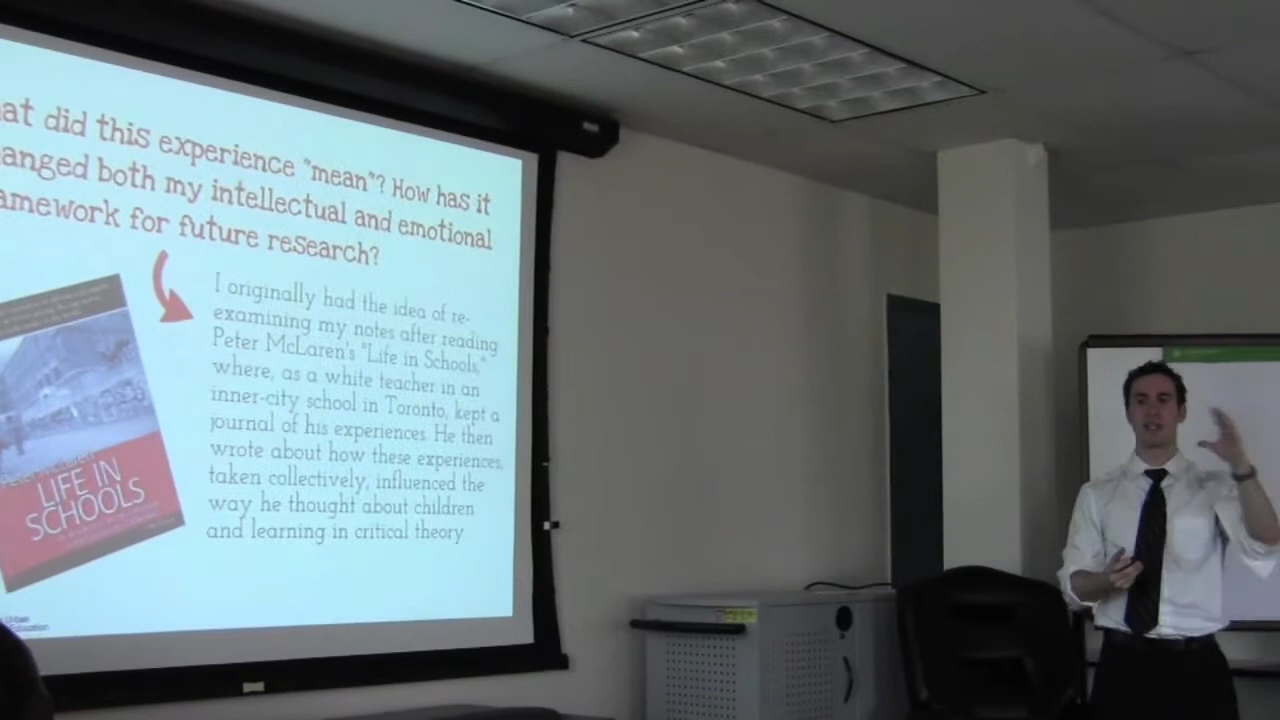 at did this experience "mean"? How has it
anged both my intellectual and emotional
amework for future research?
I originally had the idea of re-
examining my notes after reading
Peter McLaren's "Life in Schools,"
where, as a white teacher in an
inner-city school in Toronto, kept a
journal of his experiences. He then
wrote about how these experiences,
taken collectively, influenced the
way he thought about children
and learning in critical theory.
LIFE IN
SCHOOLS